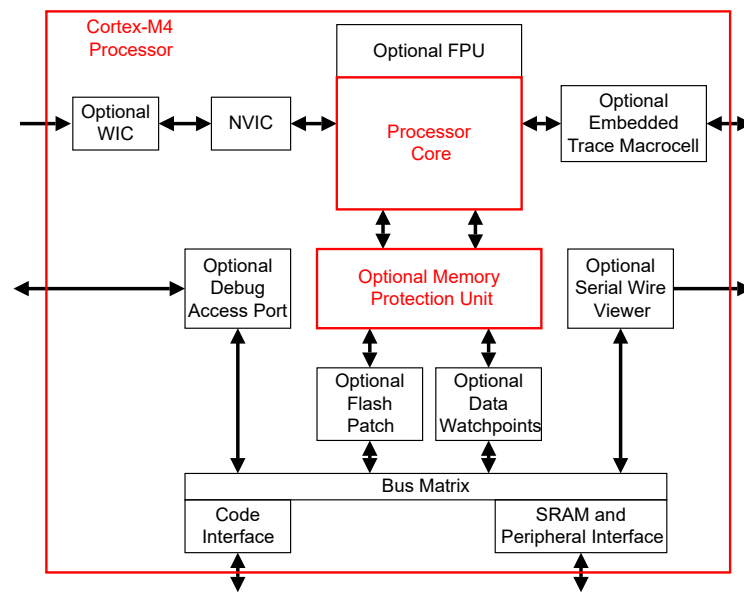 Cortex-M4
Processor
Optional FPU
Optional
WIC
NVIC
Processor
Core
Optional
Embedded
Trace Macrocell
Optional
Debug
Access Port
Optional Memory
Protection Unit
Optional
Serial Wire
Viewer
Optional
Flash
Patch
Optional
Data
Watchpoints
Bus Matrix
Code
Interface
SRAM and
Peripheral Interface